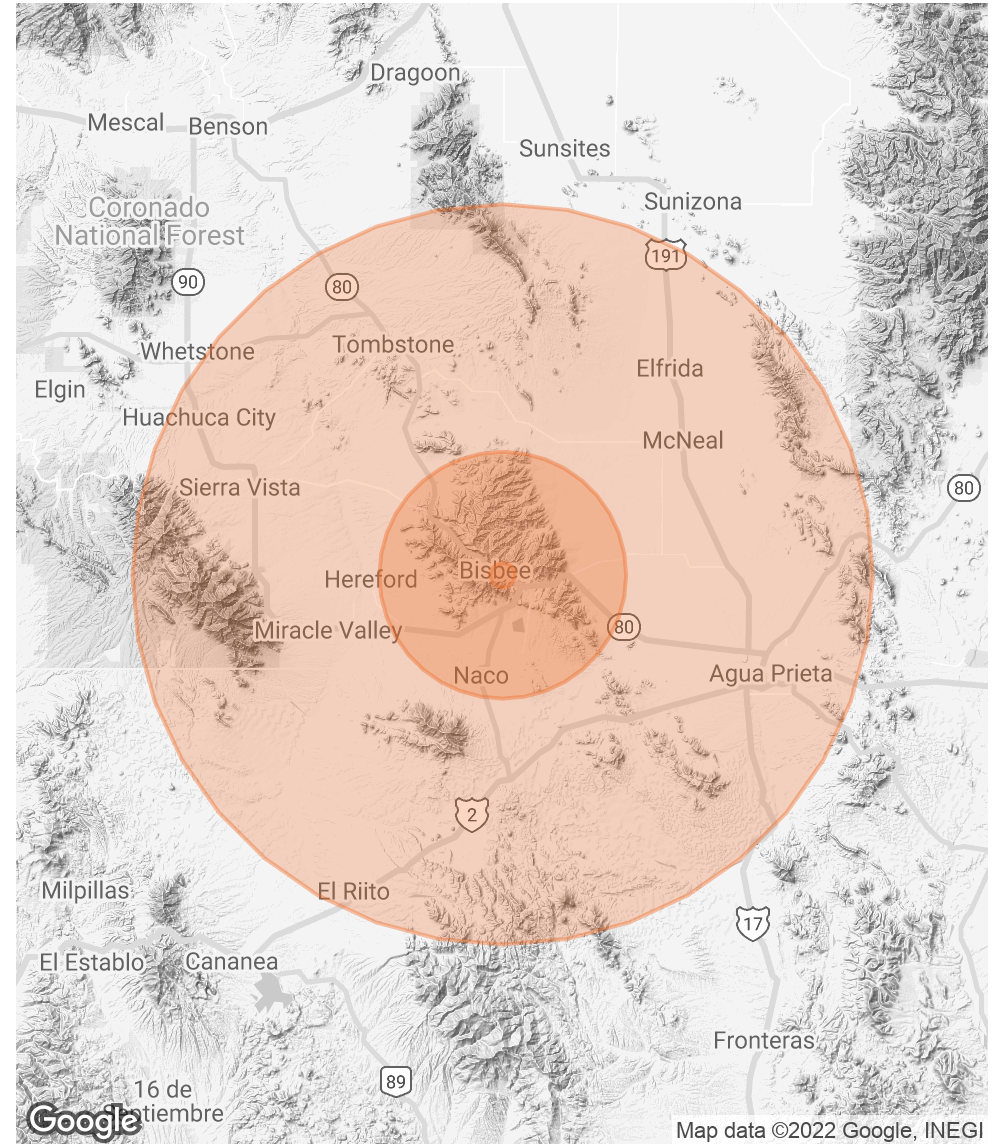 Dragoon
Mescal
Benson
Sunsites
Sunizona
Coronado
National Forest
191
90
80
Tombstone
Whetstone
Elfrida
Elgin
Huachuca City
McNeal
Sierra Vista
80
Bisbee
Hereford
Miracle Valley
80
Naco
Agua Prieta
2
Milpillas
El Riito
17
El Establo
Cananea
Fronteras
89
16 de
Septiembre
Google
Map data ©2022 Google, INEGI